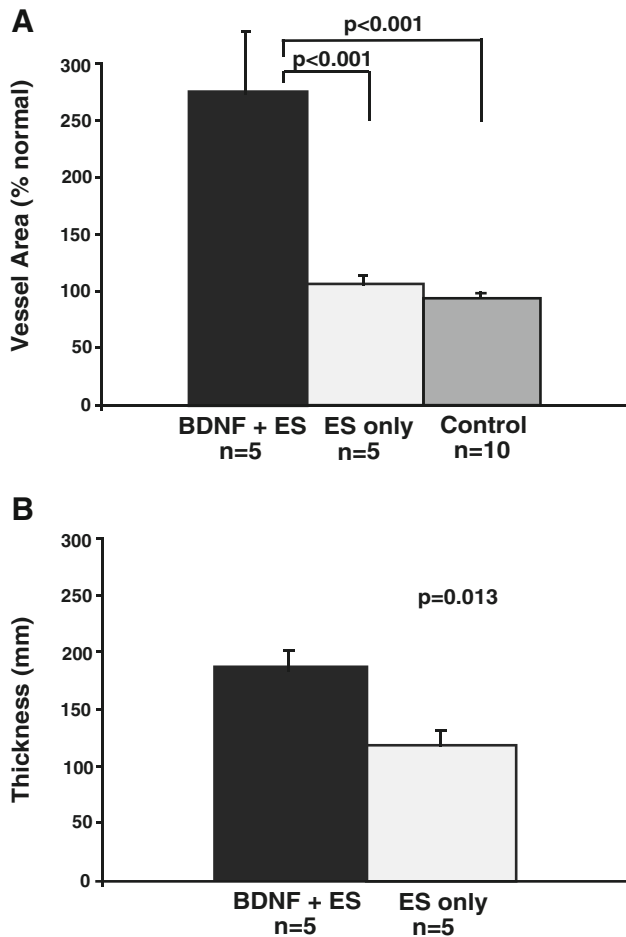 A
p<0.001
p<0.001
Vessel Area (% normal)
300
250
200
150
100
50
0
BDNF + ES
n=5
ES only
n=5
Control
n=10
B
Thickness (mm)
300
250
200
150
100
50
0
p=0.013
BDNF + ES
n=5
ES only
n=5